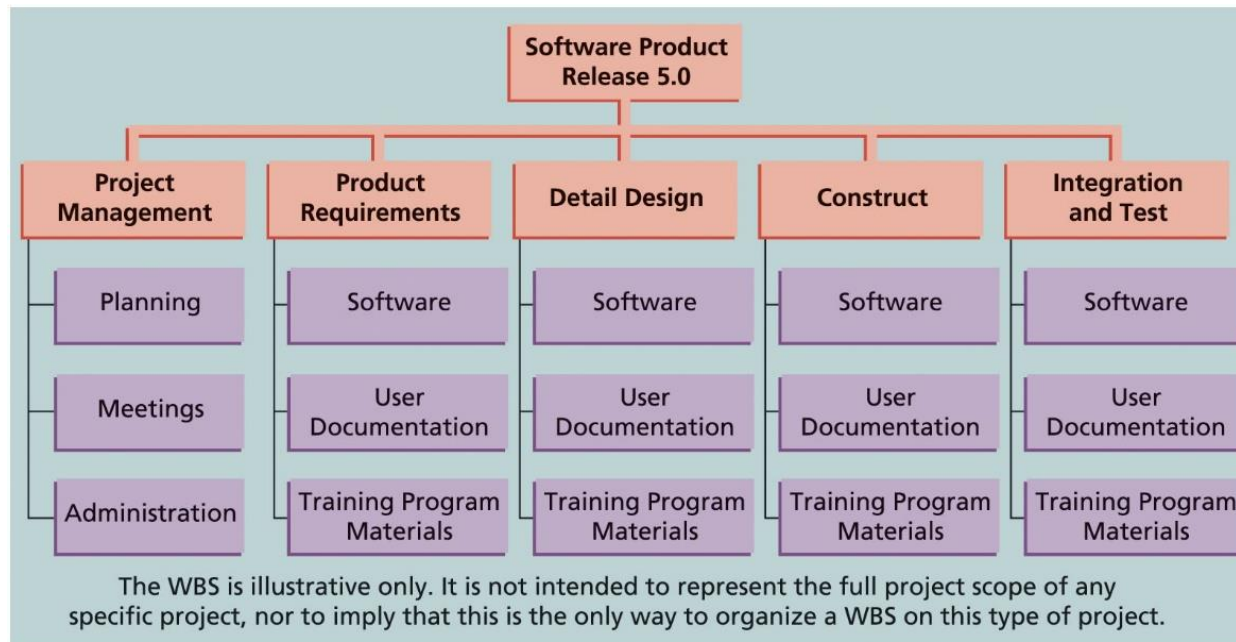 Software Product
Release 5.0
Project
Management
Product
Requirements
Detail Design
Construct
Integration
and Test
Planning
Software
Software
Software
Software
Meetings
User
Documentation
User
Documentation
User
Documentation
User
Documentation
Administration
Training Program
Materials
Training Program
Materials
Training Program
Materials
Training Program
Materials
The WBS is illustrative only. It is not intended to represent the full project scope of any
specific project, nor to imply that this is the only way to organize a WBS on this type of project.